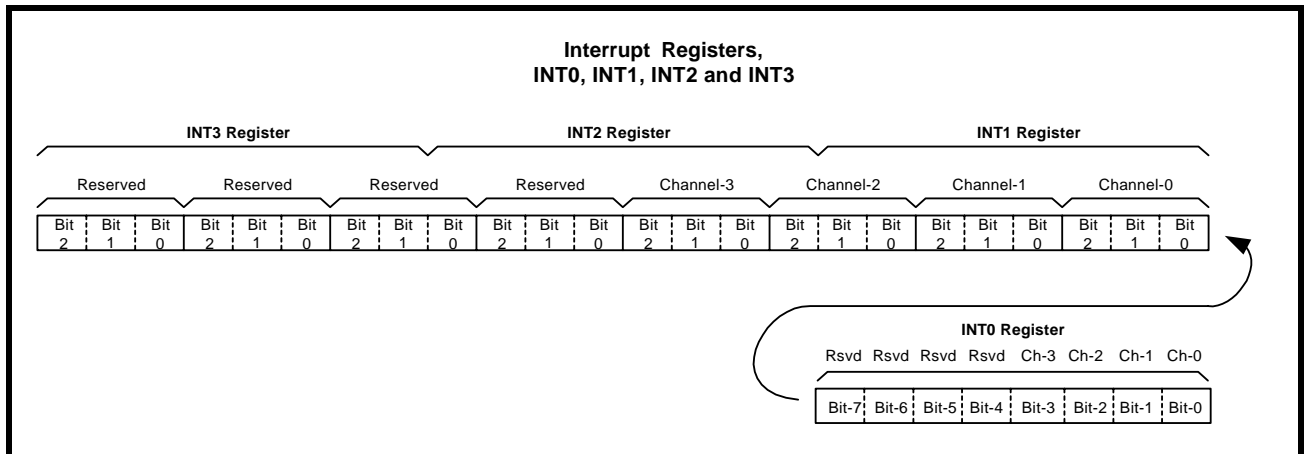 Interrupt Registers,
INT0, INT1, INT2 and INT3
INT3 Register INT2 Register INT1 Register
Reserved Reserved Reserved Reserved Channel-3 Channel-2 Channel-1 Channel-0
Bit Bit Bit Bit Bit Bit Bit Bit Bit Bit Bit Bit Bit Bit Bit Bit Bit Bit Bit Bit Bit Bit Bit Bit
2 1 0 2 1 0 2 1 0 2 1 0 2 1 0 2 1 0 2 1 0 2 1 0
INT0 Register
Rsvd Rsvd Rsvd Rsvd Ch-3 Ch-2 Ch-1 Ch-0
Bit-7 Bit-6 Bit-5 Bit-4 Bit-3 Bit-2 Bit-1 Bit-0